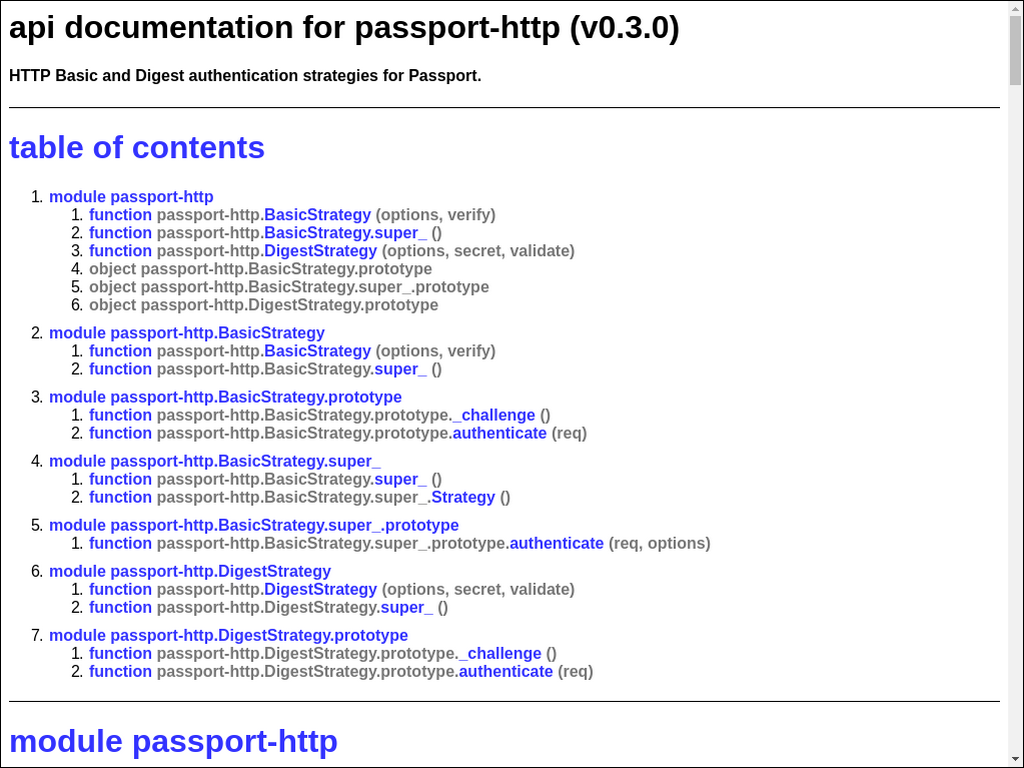 api documentation for passport-http (v0.3.0)
HTTP Basic and Digest authentication strategies for Passport.
table of contents
1. module passport-http
1. function passport-http.BasicStrategy (options, verify)
2. function passport-http.BasicStrategy.super_ ()
3. function passport-http.DigestStrategy (options, secret, validate)
4. object passport-http.BasicStrategy.prototype
5. object passport-http.BasicStrategy.super_.prototype
6. object passport-http.DigestStrategy.prototype
2. module passport-http.BasicStrategy
1. function passport-http.BasicStrategy (options, verify)
2. function passport-http.BasicStrategy.super_ ()
3. module passport-http.BasicStrategy.prototype
1. function passport-http.BasicStrategy.prototype._challenge ()
2. function passport-http.BasicStrategy.prototype.authenticate (req)
4. module passport-http.BasicStrategy.super_
1. function passport-http.BasicStrategy.super_ ()
2. function passport-http.BasicStrategy.super_.Strategy ()
5. module passport-http.BasicStrategy.super_.prototype
1. function passport-http.BasicStrategy.super_.prototype.authenticate (req, options)
6. module passport-http.DigestStrategy
1. function passport-http.DigestStrategy (options, secret, validate)
2. function passport-http.DigestStrategy.super_ ()
7. module passport-http.DigestStrategy.prototype
1. function passport-http.DigestStrategy.prototype._challenge ()
2. function passport-http.DigestStrategy.prototype.authenticate (req)
module passport-http